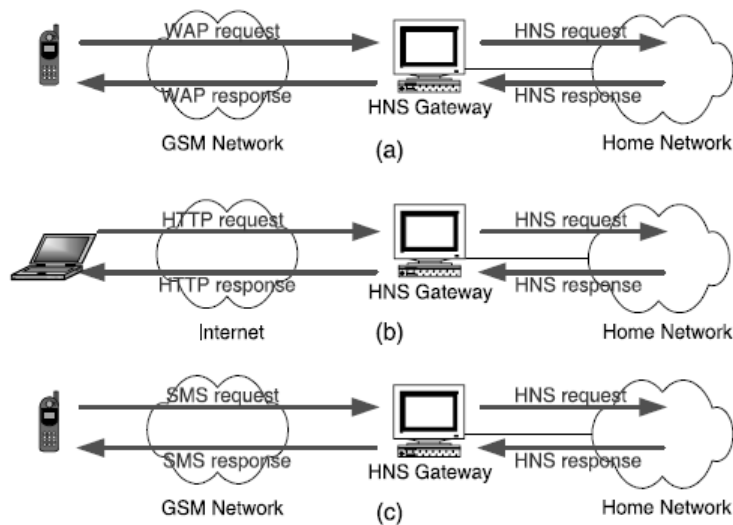 WAP request
HNS request
WAP response
HNS response
HNS Gateway
GSM Network
(a)
Home Network
HTTP request
HNS request
HTTP response
HNS response
HNS Gateway
Internet
(b)
Home Network
SMS request
HNS request
SMS response
HNS response
HNS Gateway
GSM Network
(c)
Home Network